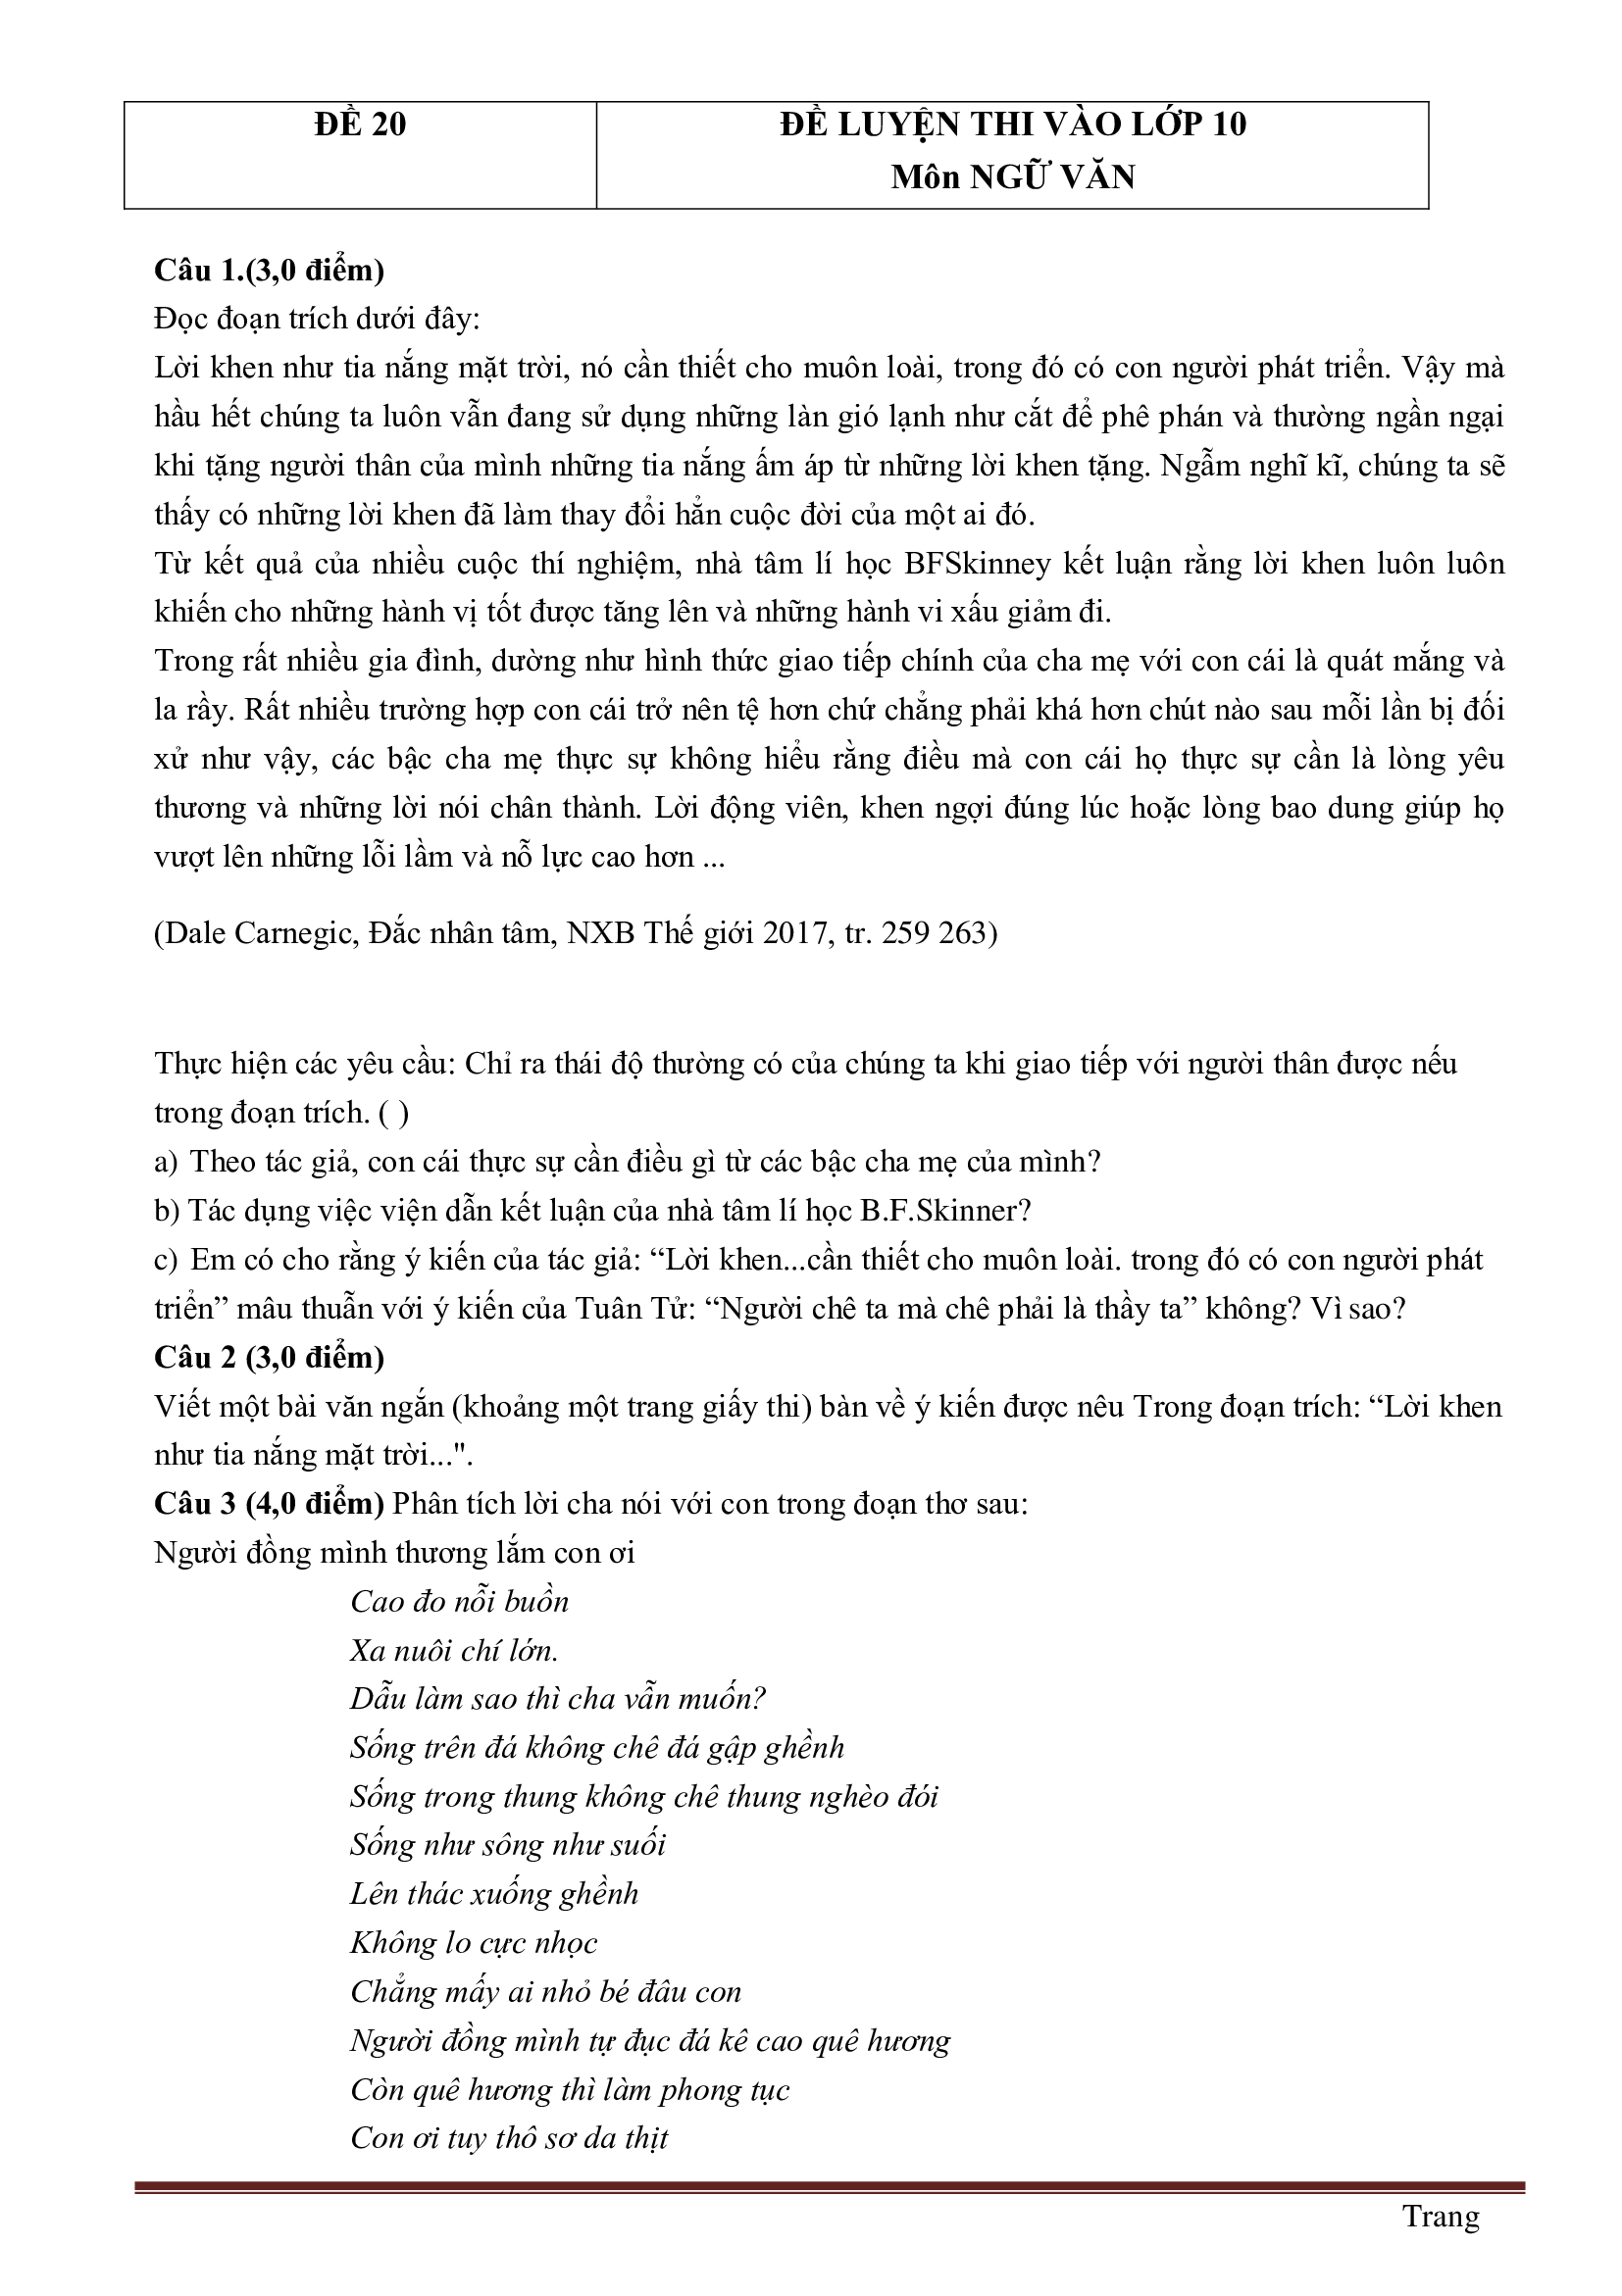 ĐỀ 20
ĐỀ LUYỆN THI VÀO LỚP 10
Môn NGỮ VĂN
Câu 1.(3,0 điểm)
Đọc đoạn trích dưới đây:
Lời khen như tia nắng mặt trời, nó cần thiết cho muôn loài, trong đó có con người phát triển. Vậy mà
hầu hết chúng ta luôn vẫn đang sử dụng những làn gió lạnh như cắt để phê phán và thường ngần ngại
khi tặng người thân của mình những tia nắng ấm áp từ những lời khen tặng. Ngẫm nghĩ kĩ, chúng ta sẽ
thấy có những lời khen đã làm thay đổi hẳn cuộc đời của một ai đó.
Từ kết quả của nhiều cuộc thí nghiệm, nhà tâm lí học BFSkinney kết luận rằng lời khen luôn luôn
khiến cho những hành vị tốt được tăng lên và những hành vi xấu giảm đi.
Trong rất nhiều gia đình, dường như hình thức giao tiếp chính của cha mẹ với con cái là quát mắng và
la rầy. Rất nhiều trường hợp con cái trở nên tệ hơn chứ chẳng phải khá hơn chút nào sau mỗi lần bị đối
xử như vậy, các bậc cha mẹ thực sự không hiểu rằng điều mà con cái họ thực sự cần là lòng yêu
thương và những lời nói chân thành. Lời động viên, khen ngợi đúng lúc hoặc lòng bao dung giúp họ
vượt lên những lỗi lầm và nỗ lực cao hơn ...
(Dale Carnegic, Đắc nhân tâm, NXB Thế giới 2017, tr. 259 263)
Thực hiện các yêu cầu: Chỉ ra thái độ thường có của chúng ta khi giao tiếp với người thân được nếu
trong đoạn trích. ( )
a) Theo tác giả, con cái thực sự cần điều gì từ các bậc cha mẹ của mình?
b) Tác dụng việc viện dẫn kết luận của nhà tâm lí học B.F.Skinner?
c) Em có cho rằng ý kiến của tác giả: “Lời khen...cần thiết cho muôn loài. trong đó có con người phát
triển” mâu thuẫn với ý kiến của Tuân Tử: “Người chê ta mà chê phải là thầy ta” không? Vì sao?
Câu 2 (3,0 điểm)
Viết một bài văn ngắn (khoảng một trang giấy thi) bàn về ý kiến được nêu Trong đoạn trích: “Lời khen
như tia nắng mặt trời...".
Câu 3 (4,0 điểm) Phân tích lời cha nói với con trong đoạn thơ sau:
Người đồng mình thương lắm con ơi
Cao đo nỗi buồn
Xa nuôi chí lớn.
Dẫu làm sao thì cha vẫn muốn?
Sống trên đá không chê đá gập ghềnh
Sống trong thung không chê thung nghèo đói
Sống như sông như suối
Lên thác xuống ghềnh
Không lo cực nhọc
Chẳng mấy ai nhỏ bé đâu con
Người đồng mình tự đục đá kê cao quê hương
Còn quê hương thì làm phong tục
Con ơi tuy thô sơ da thịt
Trang